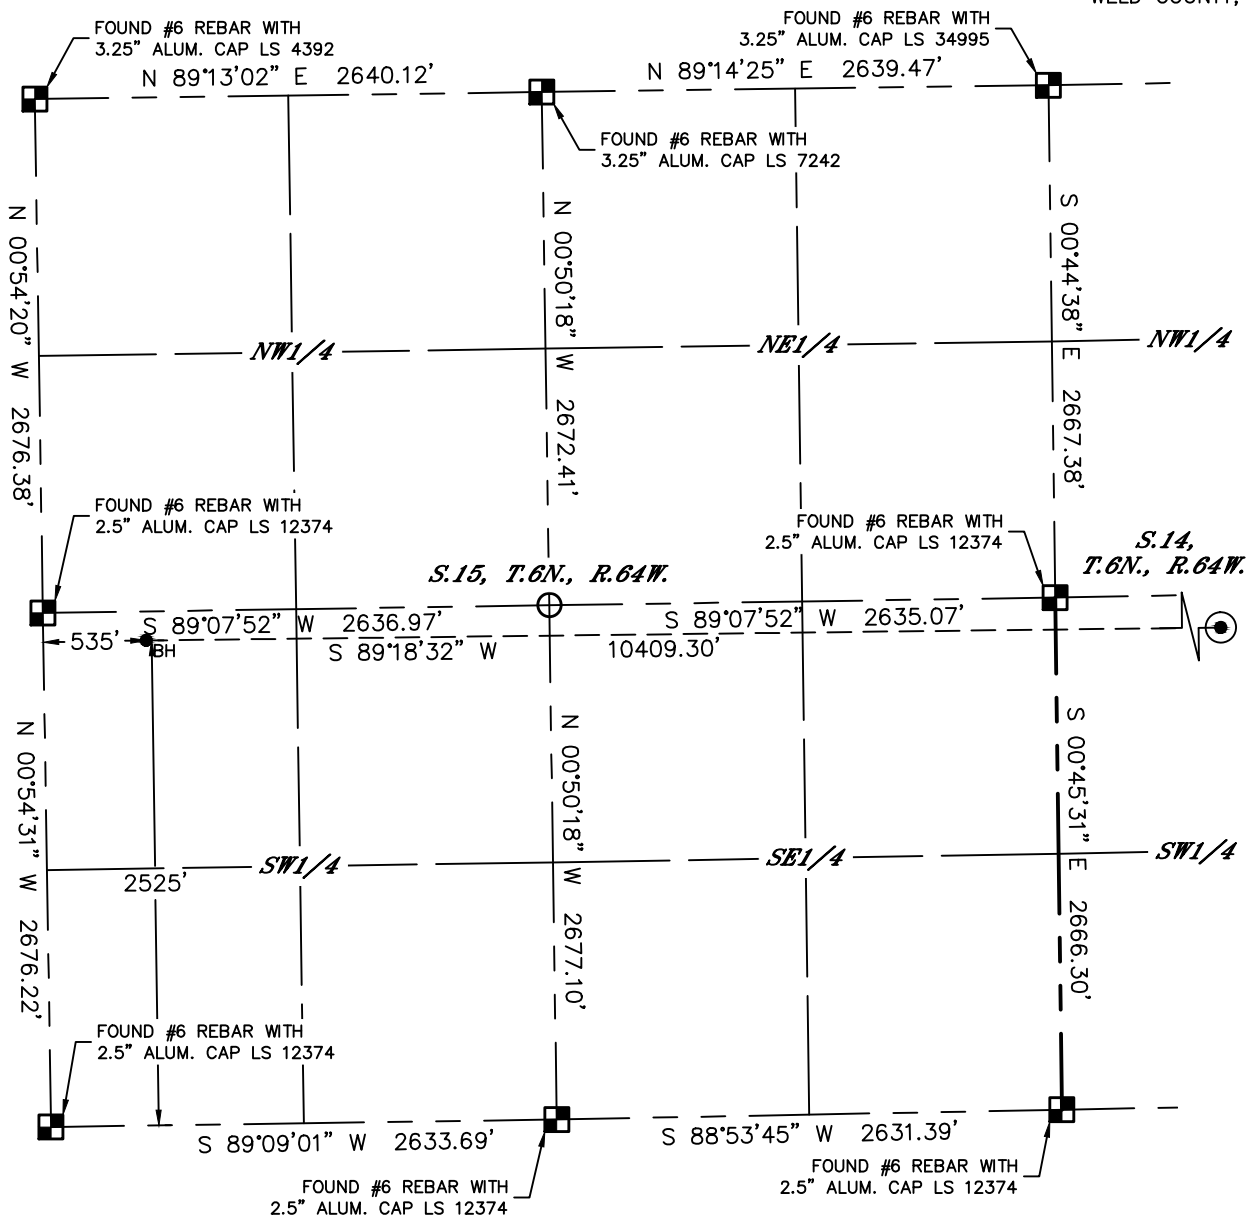 WELD COUNTY,
FOUND #6 REBAR WITH
3.25" ALUM. CAP LS 4392
FOUND #6 REBAR WITH
3.25" ALUM. CAP LS 34995
N 89°13'02" E 2640.12'
N 89°14'25" E 2639.47'
FOUND #6 REBAR WITH
3.25" ALUM. CAP LS 7242
N 00°54'20" W 2676.38'
N 00°50'18" W 2672.41'
S 00°44'38" E 2667.38'
NW1/4
NE1/4
NW1/4
FOUND #6 REBAR WITH
2.5" ALUM. CAP LS 12374
FOUND #6 REBAR WITH
2.5" ALUM. CAP LS 12374
S.14,
T.6N., R.64W.
S.15, T.6N., R.64W.
S 89°07'52" W 2636.97'
S 89°07'52" W 2635.07'
535'
BH
S 89°18'32" W 10409.30'
N 00°54'31" W 2676.22'
N 00°50'18" W 2677.10'
S 00°45'31" E 2666.30'
SW1/4
SE1/4
SW1/4
2525'
FOUND #6 REBAR WITH
2.5" ALUM. CAP LS 12374
S 89°09'01" W 2633.69'
S 88°53'45" W 2631.39'
FOUND #6 REBAR WITH
2.5" ALUM. CAP LS 12374
FOUND #6 REBAR WITH
2.5" ALUM. CAP LS 12374